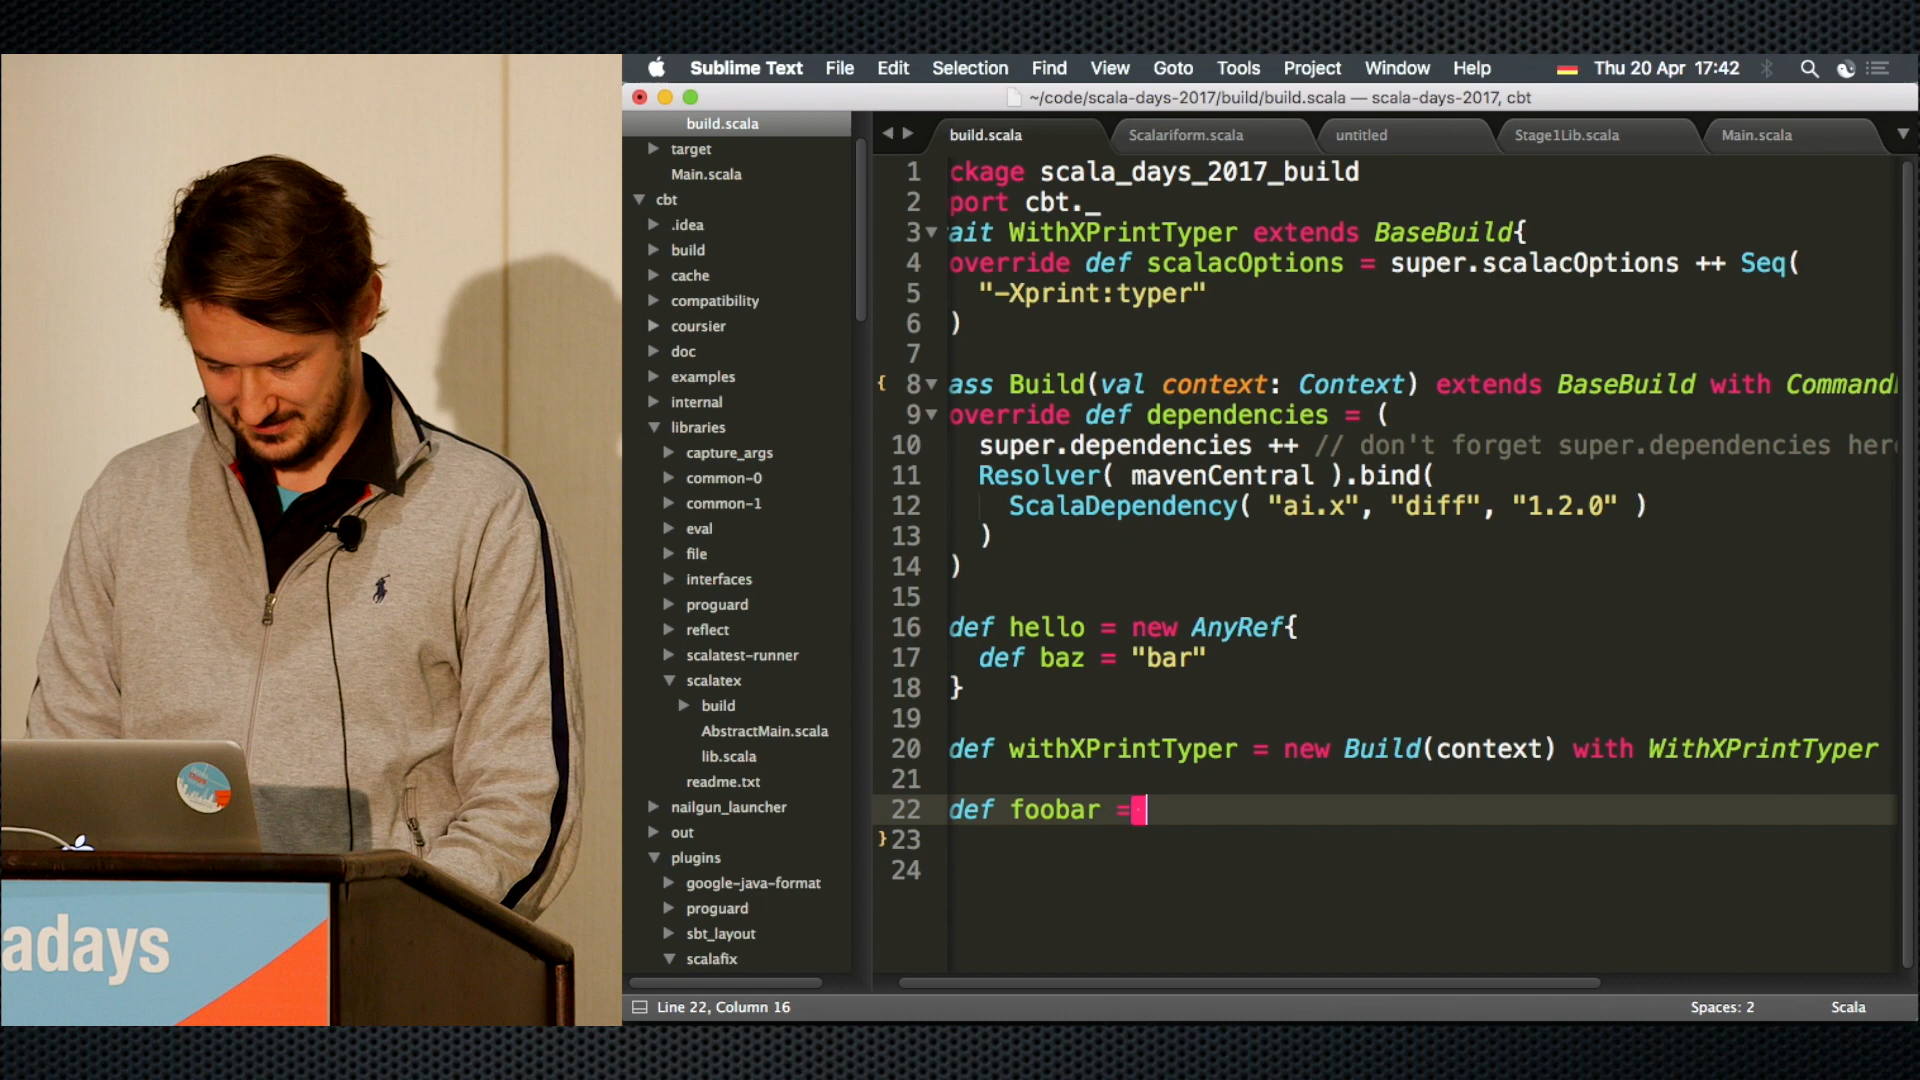 Sublime Text File Edit Selection Find View Goto Tools Project Window Help Thu 20 Apr 17:42
~/code/scala-days-2017/build/build.scala — scala-days-2017, cbt
build.scala
target
Main.scala
cbt
.idea
build
cache
compatibility
coursier
doc
examples
internal
libraries
capture_args
common-0
common-1
eval
file
interfaces
proguard
reflect
scalatest-runner
scalatex
build
AbstractMain.scala
lib.scala
readme.txt
nailgun_launcher
out
plugins
google-java-format
proguard
sbt_layout
scalafix
build.scala Scalariform.scala untitled Stage1Lib.scala Main.scala
1 ckage scala_days_2017_build
2 port cbt._
3 ait WithXPrintTyper extends BaseBuild{
4 override def scalacOptions = super.scalacOptions ++ Seq(
5 "-Xprint:typer"
6 )
7
8 ass Build(val context: Context) extends BaseBuild with Command
9 override def dependencies = (
10 super.dependencies ++ // don't forget super.dependencies her
11 Resolver( mavenCentral ).bind(
12 ScalaDependency( "ai.x", "diff", "1.2.0" )
13 )
14 )
15
16 def hello = new AnyRef{
17 def baz = "bar"
18 }
19
20 def withXPrintTyper = new Build(context) with WithXPrintTyper
21
22 def foobar =
23 }
24
Line 22, Column 16 Spaces: 2 Scala
adays